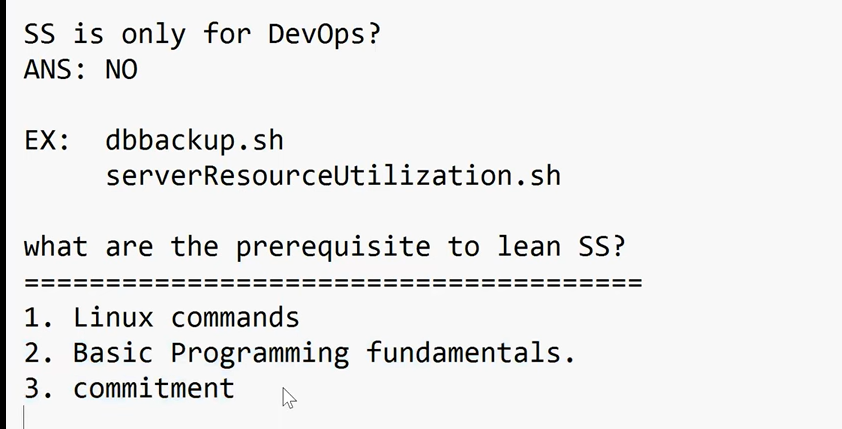 SS is only for DevOps?
ANS: NO
EX:  dbbackup.sh
     serverResourceUtilization.sh
what are the prerequisite to lean SS?
======================================
1. Linux commands
2. Basic Programming fundamentals.
3. commitment